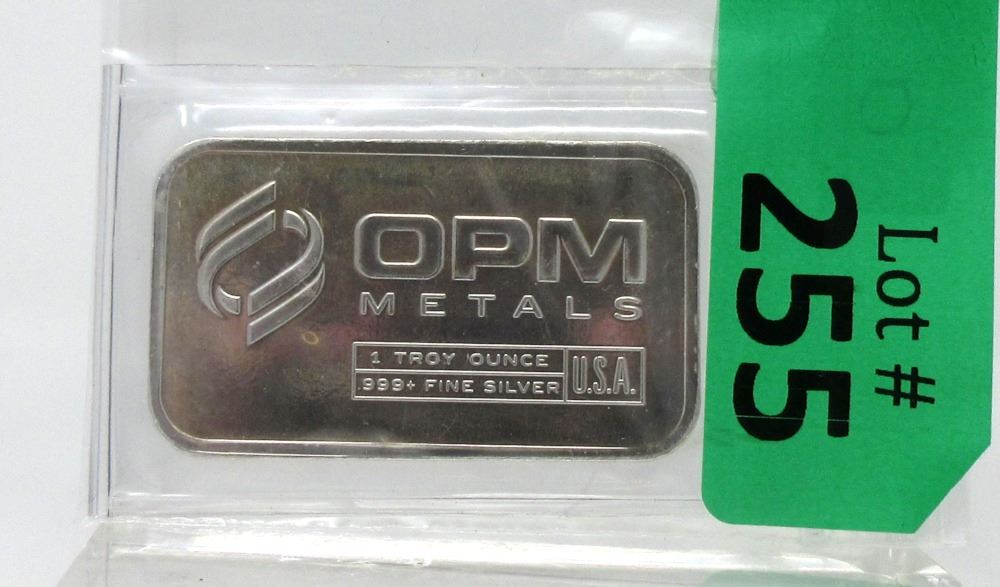 OPM
METALS
1 TROY OUNCE
.999+ FINE SILVER
U.S.A.
Lot #
255